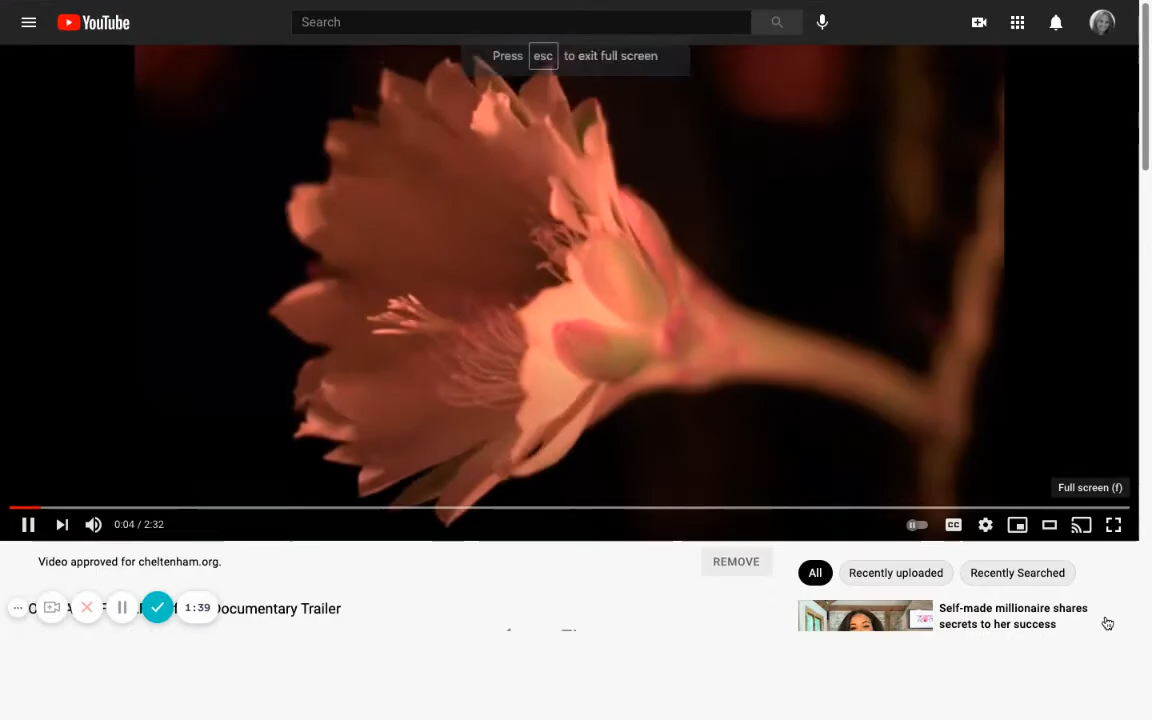 YouTube
Search
Press esc to exit full screen
Full screen (f)
0:04 / 2:32
CC
Video approved for cheltenham.org.
REMOVE
All
Recently uploaded
Recently Searched
1:39
Documentary Trailer
Self-made millionaire shares
secrets to her success